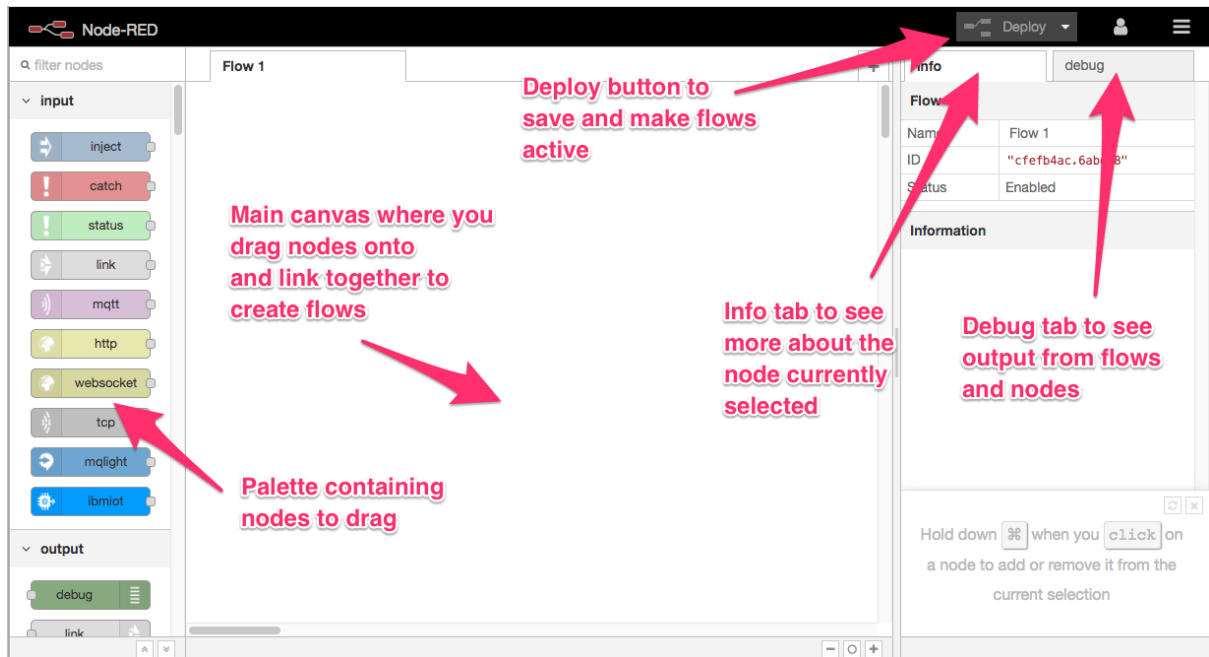 Node-RED
Deploy
filter nodes
Flow 1
info
debug
input
inject
catch
status
link
mqtt
http
websocket
tcp
mqlight
ibmiot
output
debug
link
Deploy button to
save and make flows
active
Main canvas where you
drag nodes onto
and link together to
create flows
Palette containing
nodes to drag
Info tab to see
more about the
node currently
selected
Debug tab to see
output from flows
and nodes
Flow
Name Flow 1
ID
Status Enabled
Information
Hold down ⌘ when you click on
a node to add or remove it from the
current selection